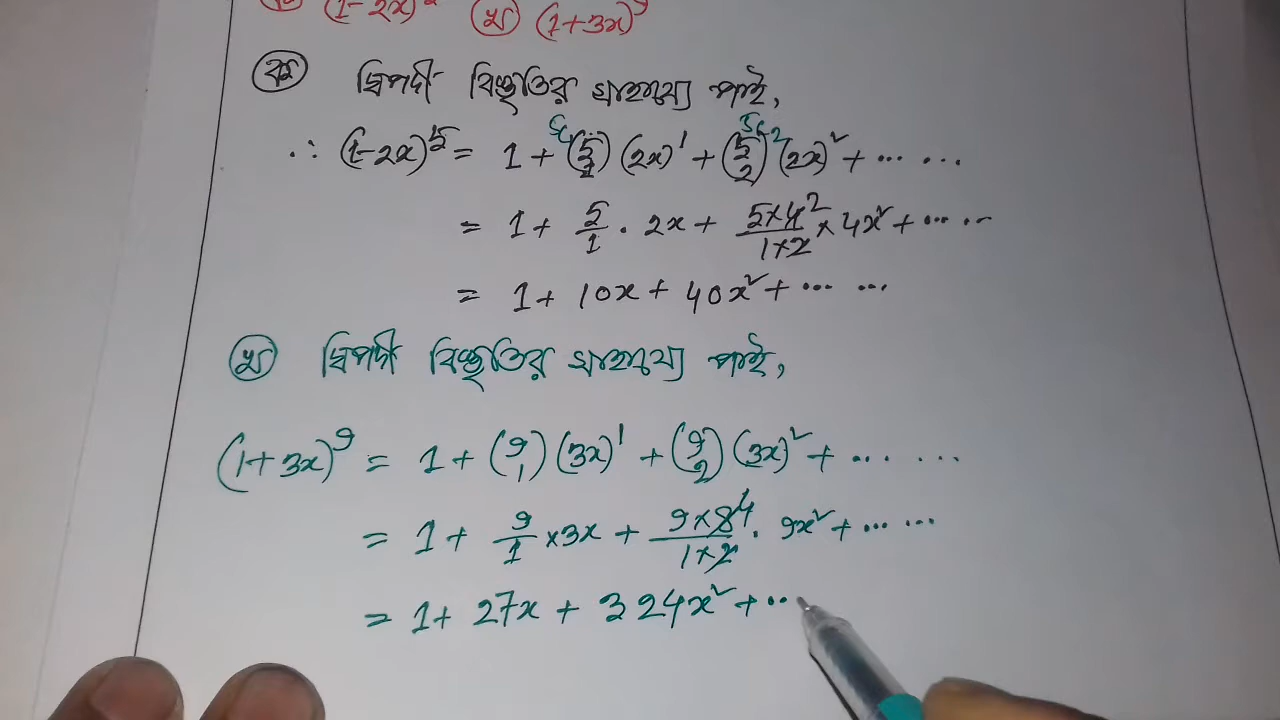 ক (1-2x)⁵ খ (1+3x)⁹
ক দ্বিপদী বিস্তৃতির সাহায্যে পাই,
∴ (1-2x)⁵ = 1 + ⁵C₁ (5 1) (2x)¹ + ⁵C₂ (5 2) (2x)² + ... ...
= 1 + 5/1 · 2x + 5×4²/1×2 × 4x² + ... ..
= 1 + 10x + 40x² + ... ...
খ দ্বিপদী বিস্তৃতির সাহায্যে পাই,
(1+3x)⁹ = 1 + (9 1) (3x)¹ + (9 2) (3x)² + ... ...
= 1 + 9/1 × 3x + 9×8⁴/1×2 · 9x² + ... ...
= 1 + 27x + 324x² + ...